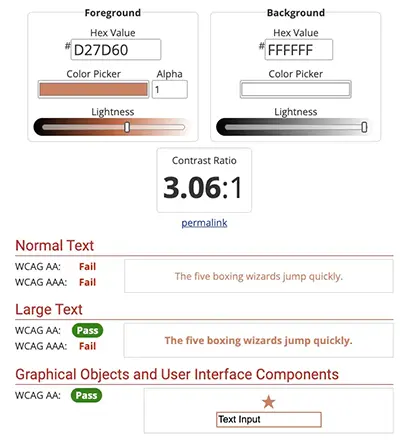 Foreground
Hex Value
# D27D60
Color Picker Alpha
1
Lightness
Background
Hex Value
# FFFFFF
Color Picker
Lightness
Contrast Ratio
3.06:1
permalink
Normal Text
WCAG AA: Fail
WCAG AAA: Fail
The five boxing wizards jump quickly.
Large Text
WCAG AA: Pass
WCAG AAA: Fail
The five boxing wizards jump quickly.
Graphical Objects and User Interface Components
WCAG AA: Pass
Text Input